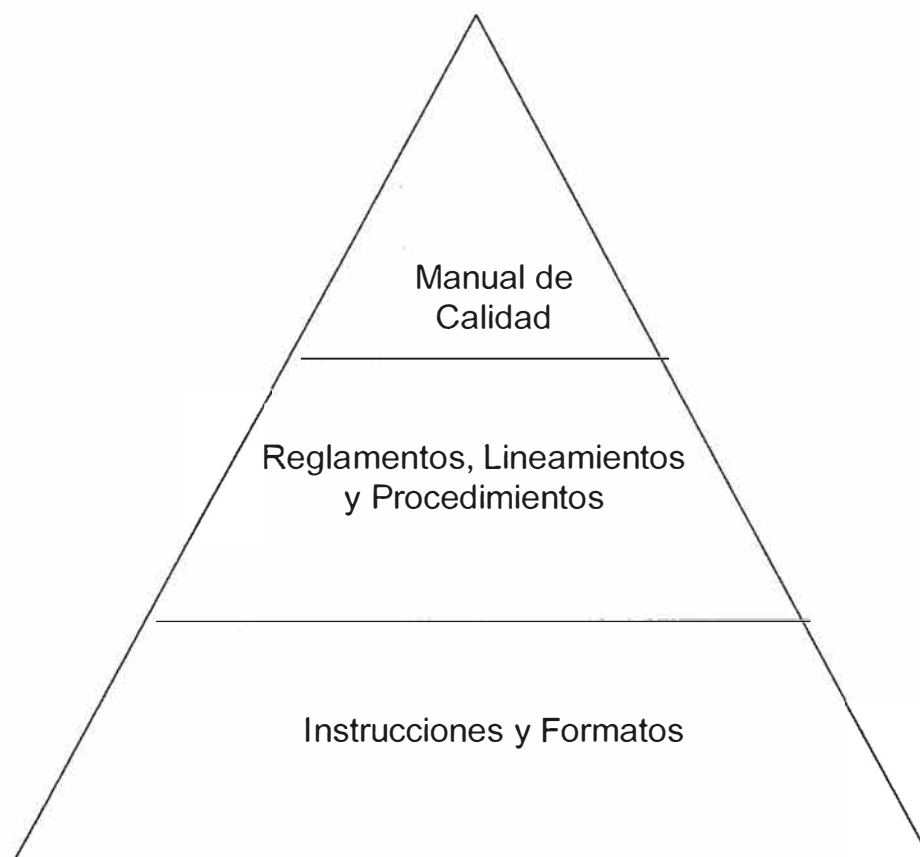 Manual de
Calidad
Reglamentos, Lineamientos
y Procedimientos
Instrucciones y Formatos